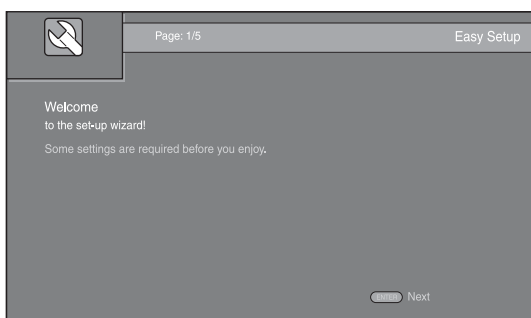 Page: 1/5
Easy Setup
Welcome
to the set-up wizard!
Some settings are required before you enjoy.
ENTER Next